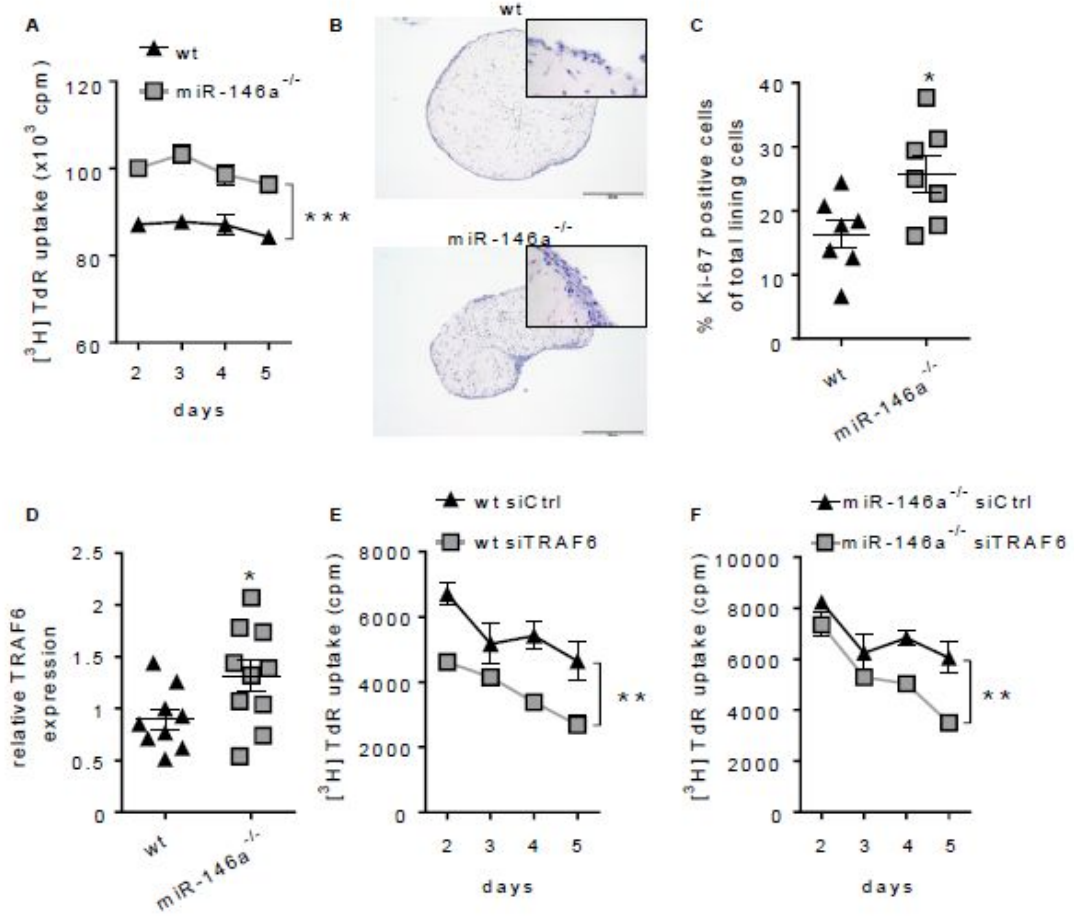 A
wt
miR-146a-/-
[3H] TdR uptake (x10³ cpm)
120
100
80
60
***
2 3 4 5
days
B
wt
miR-146a-/-
C
% Ki-67 positive cells
of total lining cells
40
30
20
10
0
*
wt
miR-146a-/-
D
relative TRAF6
expression
2.5
2
1.5
1
0.5
0
*
wt
miR-146a-/-
E
wt siCtrl
wt siTRAF6
[3H] TdR uptake (cpm)
8000
6000
4000
2000
0
**
2 3 4 5
days
F
miR-146a-/- siCtrl
miR-146a-/- siTRAF6
[3H] TdR uptake (cpm)
10000
8000
6000
4000
2000
0
**
2 3 4 5
days